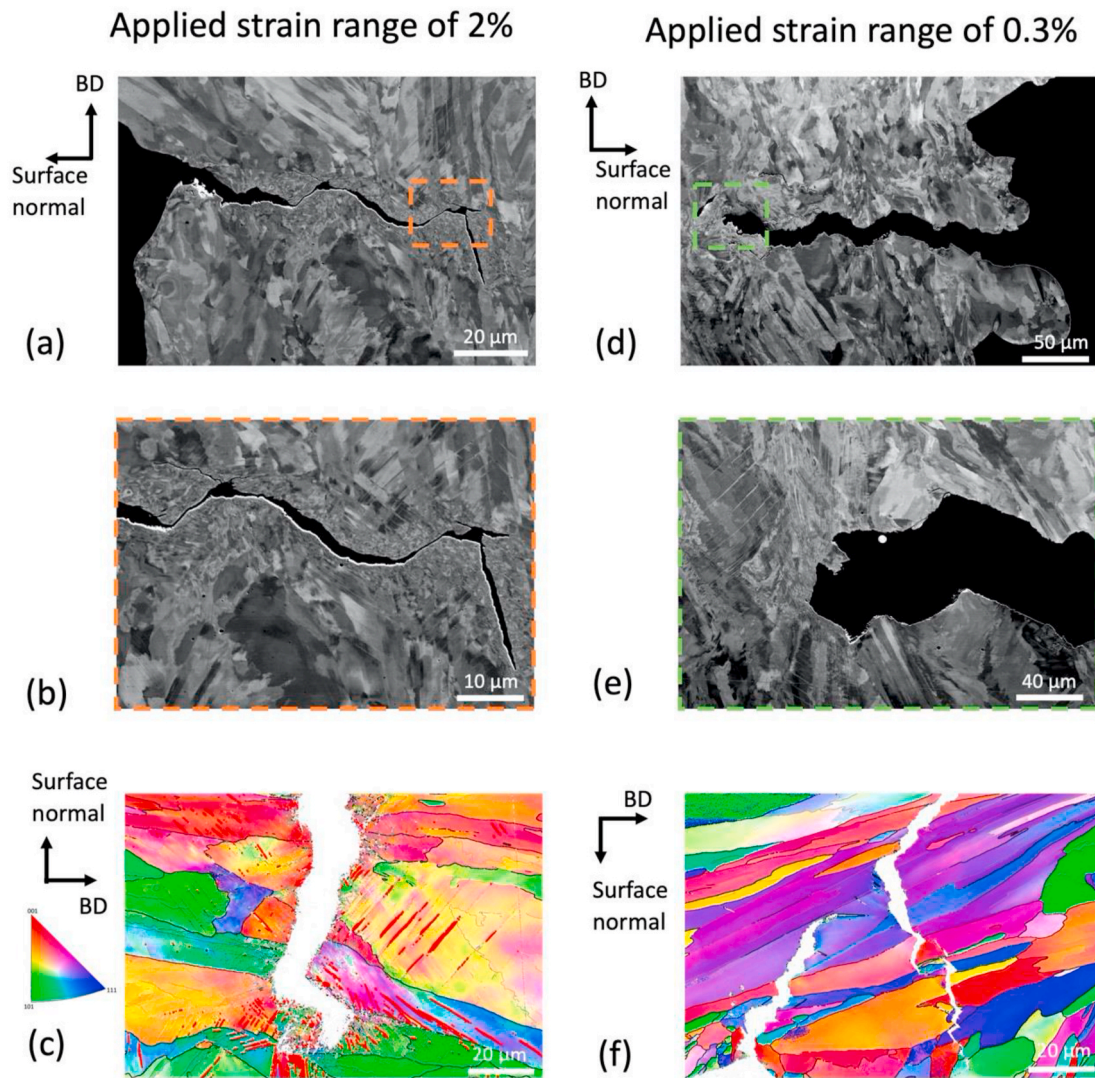 Applied strain range of 2%
Applied strain range of 0.3%
BD
Surface
normal
(a)
20 µm
BD
Surface
normal
(d)
50 µm
(b)
10 µm
(e)
40 µm
Surface
normal
BD
001
101
111
(c)
20 µm
BD
Surface
normal
(f)
20 µm